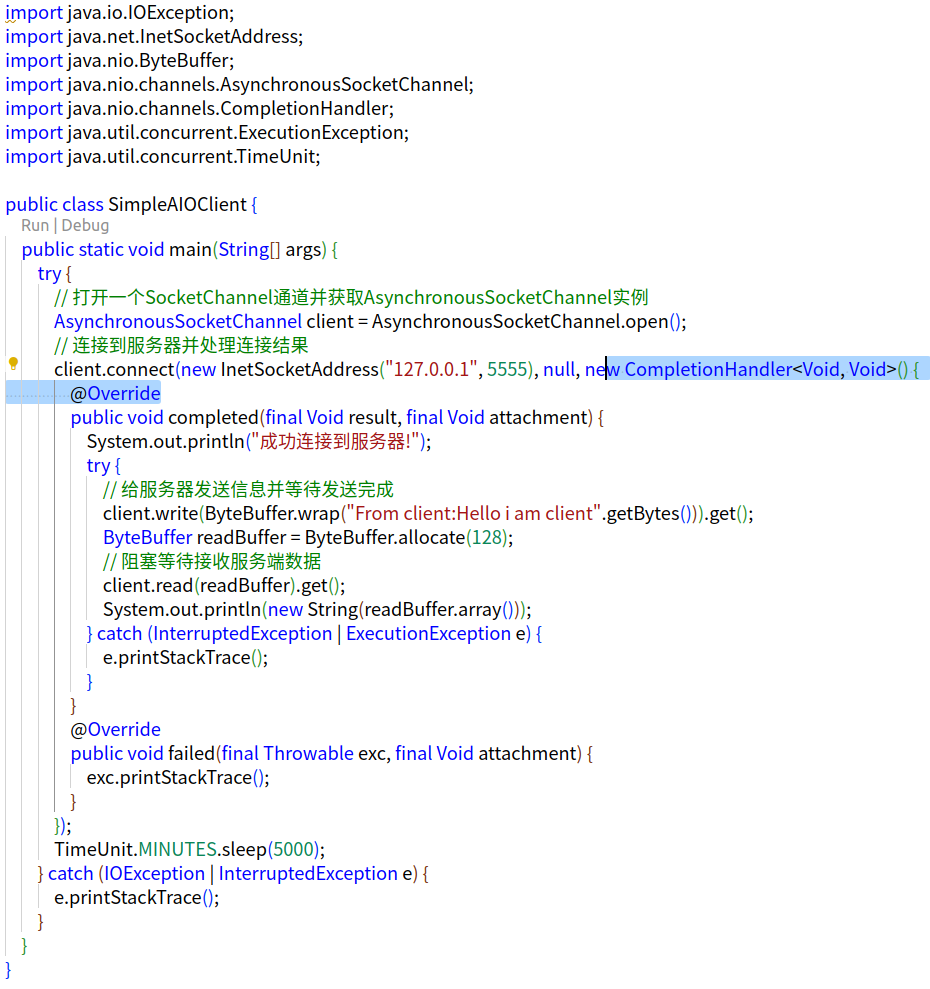 import java.io.IOException;
import java.net.InetSocketAddress;
import java.nio.ByteBuffer;
import java.nio.channels.AsynchronousSocketChannel;
import java.nio.channels.CompletionHandler;
import java.util.concurrent.ExecutionException;
import java.util.concurrent.TimeUnit;

public class SimpleAIOClient {
Run | Debug
public static void main(String[] args) {
try {
// 打开一个SocketChannel通道并获取AsynchronousSocketChannel实例
AsynchronousSocketChannel client = AsynchronousSocketChannel.open();
// 连接到服务器并处理连接结果
client.connect(new InetSocketAddress("127.0.0.1", 5555), null, new CompletionHandler<Void, Void>() {
@Override
public void completed(final Void result, final Void attachment) {
System.out.println("成功连接到服务器!");
try {
// 给服务器发送信息并等待发送完成
client.write(ByteBuffer.wrap("From client:Hello i am client".getBytes())).get();
ByteBuffer readBuffer = ByteBuffer.allocate(128);
// 阻塞等待接收服务端数据
client.read(readBuffer).get();
System.out.println(new String(readBuffer.array()));
} catch (InterruptedException | ExecutionException e) {
e.printStackTrace();
}
}
@Override
public void failed(final Throwable exc, final Void attachment) {
exc.printStackTrace();
}
});
TimeUnit.MINUTES.sleep(5000);
} catch (IOException | InterruptedException e) {
e.printStackTrace();
}
}
}